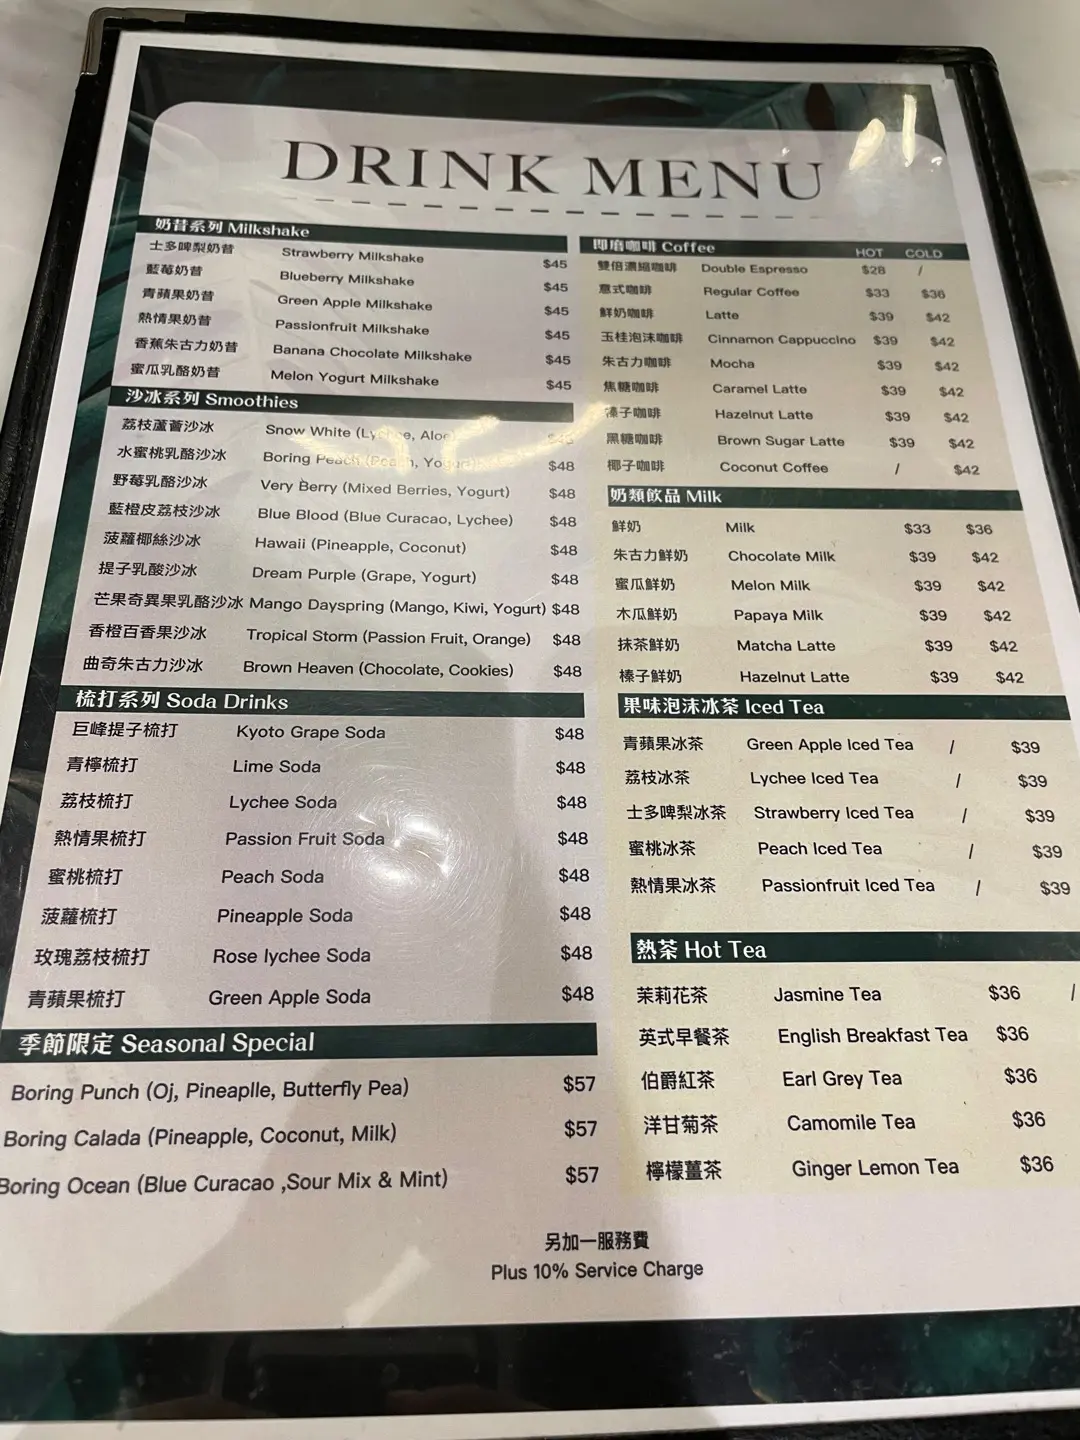 DRINK MENU
奶昔系列 Milkshake
士多啤梨奶昔 Strawberry Milkshake $45
藍莓奶昔 Blueberry Milkshake $45
青蘋果奶昔 Green Apple Milkshake $45
熱情果奶昔 Passionfruit Milkshake $45
香蕉朱古力奶昔 Banana Chocolate Milkshake $45
蜜瓜乳酪奶昔 Melon Yogurt Milkshake $45
沙冰系列 Smoothies
荔枝蘆薈沙冰 Snow White (Lychee, Aloe)
水蜜桃乳酪沙冰 Boring Peach (Peach, Yogurt) $48
野莓乳酪沙冰 Very Berry (Mixed Berries, Yogurt) $48
藍橙皮荔枝沙冰 Blue Blood (Blue Curacao, Lychee) $48
菠蘿椰絲沙冰 Hawaii (Pineapple, Coconut) $48
提子乳酸沙冰 Dream Purple (Grape, Yogurt) $48
芒果奇異果乳酪沙冰 Mango Dayspring (Mango, Kiwi, Yogurt) $48
香橙百香果沙冰 Tropical Storm (Passion Fruit, Orange) $48
曲奇朱古力沙冰 Brown Heaven (Chocolate, Cookies) $48
梳打系列 Soda Drinks
巨峰提子梳打 Kyoto Grape Soda $48
青檸梳打 Lime Soda $48
荔枝梳打 Lychee Soda $48
熱情果梳打 Passion Fruit Soda $48
蜜桃梳打 Peach Soda $48
菠蘿梳打 Pineapple Soda $48
玫瑰荔枝梳打 Rose lychee Soda $48
青蘋果梳打 Green Apple Soda $48
季節限定 Seasonal Special
Boring Punch (Oj, Pineaplle, Butterfly Pea) $57
Boring Calada (Pineapple, Coconut, Milk) $57
Boring Ocean (Blue Curacao ,Sour Mix & Mint) $57
即磨咖啡 Coffee HOT COLD
雙倍濃縮咖啡 Double Espresso $28 /
意式咖啡 Regular Coffee $33 $36
鮮奶咖啡 Latte $39 $42
玉桂泡沫咖啡 Cinnamon Cappuccino $39 $42
朱古力咖啡 Mocha $39 $42
焦糖咖啡 Caramel Latte $39 $42
榛子咖啡 Hazelnut Latte $39 $42
黑糖咖啡 Brown Sugar Latte $39 $42
椰子咖啡 Coconut Coffee / $42
奶類飲品 Milk
鮮奶 Milk $33 $36
朱古力鮮奶 Chocolate Milk $39 $42
蜜瓜鮮奶 Melon Milk $39 $42
木瓜鮮奶 Papaya Milk $39 $42
抹茶鮮奶 Matcha Latte $39 $42
榛子鮮奶 Hazelnut Latte $39 $42
果味泡沫冰茶 Iced Tea
青蘋果冰茶 Green Apple Iced Tea / $39
荔枝冰茶 Lychee Iced Tea / $39
士多啤梨冰茶 Strawberry Iced Tea / $39
蜜桃冰茶 Peach Iced Tea / $39
熱情果冰茶 Passionfruit Iced Tea / $39
熱茶 Hot Tea
茉莉花茶 Jasmine Tea $36 /
英式早餐茶 English Breakfast Tea $36
伯爵紅茶 Earl Grey Tea $36
洋甘菊茶 Camomile Tea $36
檸檬薑茶 Ginger Lemon Tea $36
另加一服務費
Plus 10% Service Charge